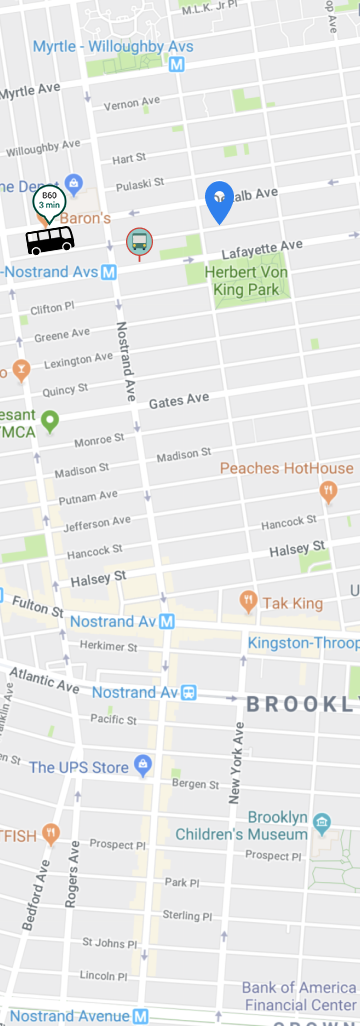 M.L.K. Jr Pl
Myrtle - Willoughby Avs
M
Myrtle Ave
Vernon Ave
Willoughby Ave
Hart St
Pulaski St
B60
3 min
Baron's
Lafayette Ave
-Nostrand Avs M
Herbert Von
King Park
Clifton Pl
Greene Ave
Nostrand Ave
Lexington Ave
Quincy St
Gates Ave
Monroe St
Madison St
Madison St
Peaches HotHouse
Putnam Ave
Jefferson Ave
Hancock St
Hancock St
Halsey St
Halsey St
Fulton St
Tak King
Nostrand Av M
Herkimer St
Kingston-Throop
Atlantic Ave
Nostrand Av
Pacific St
New York Ave
The UPS Store
Bergen St
Brooklyn
Children's Museum
Prospect Pl
Prospect Pl
Bedford Ave
Rogers Ave
Park Pl
Sterling Pl
St Johns Pl
Lincoln Pl
Bank of America
Financial Center
Nostrand Avenue M